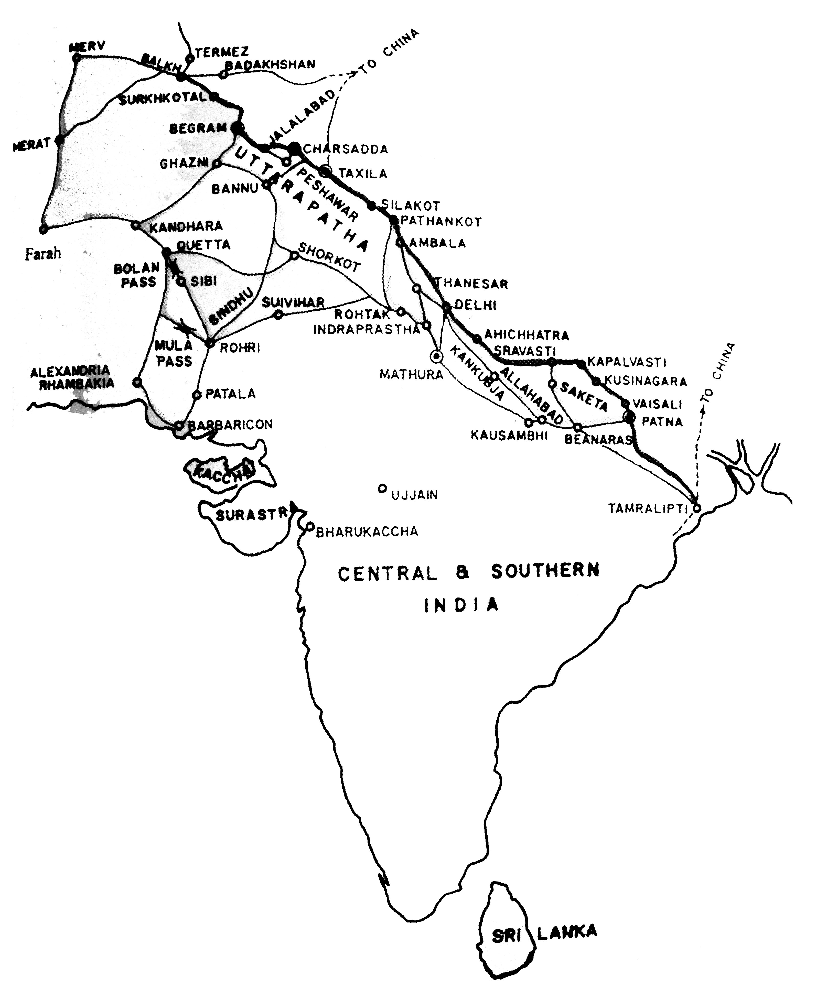 MERV
TERMEZ
BALKH
BADAKHSHAN
TO CHINA
SURKHKOTAL
JALALABAD
BEGRAM
HERAT
CHARSADDA
GHAZNI
UTTARAPATHA
TAXILA
PESHAWAR
BANNU
SILAKOT
PATHANKOT
KANDHARA
QUETTA
AMBALA
Farah
SHORKOT
BOLAN
PASS
SIBI
THANESAR
SINDHU
SUIVIHAR
DELHI
ROHTAK
INDRAPRASTHA
MULA
PASS
ROHRI
AHICHHATRA
SRAVASTI
KAPALVASTI
TO CHINA
MATHURA
KANKUBJA
ALLAHABAD
KUSINAGARA
SAKETA
ALEXANDRIA
RHAMBAKIA
PATALA
VAISALI
PATNA
BARBARICON
KAUSAMBHI
BEANARAS
KACCHA
UJJAIN
SURASTRA
TAMRALIPTI
BHARUKACCHA
CENTRAL & SOUTHERN
INDIA
SRI LANKA